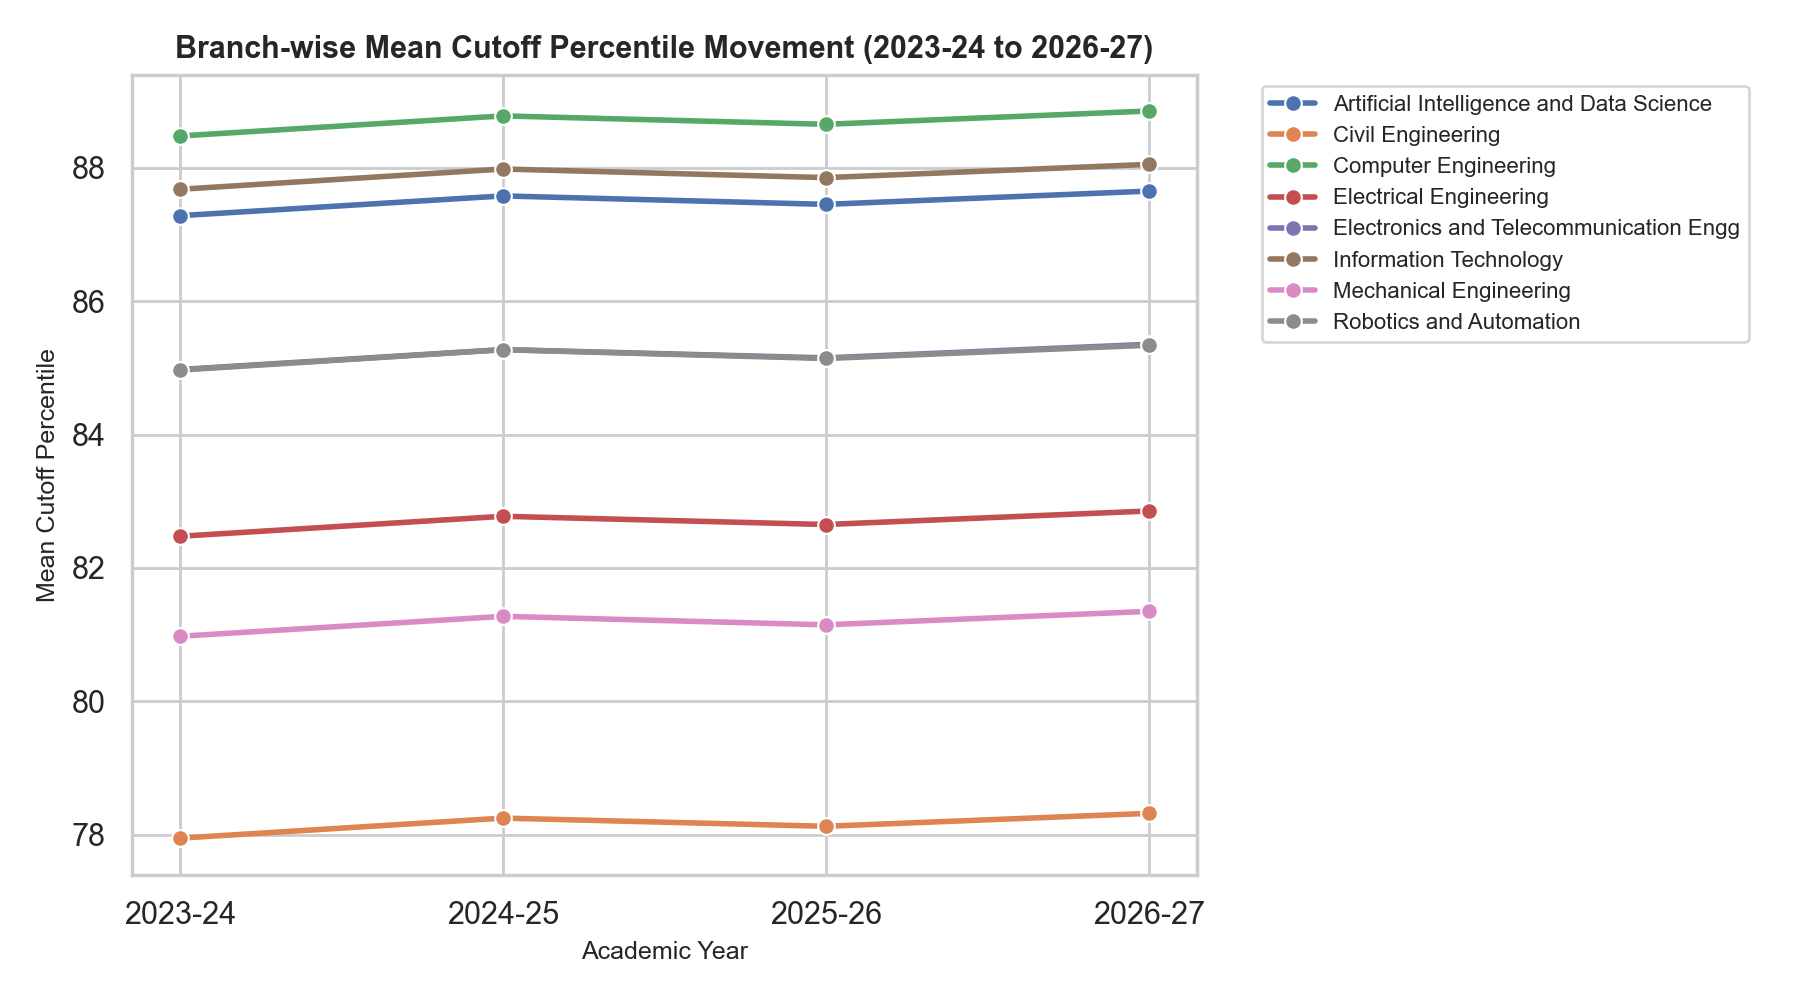 Branch-wise Mean Cutoff Percentile Movement (2023-24 to 2026-27)
Mean Cutoff Percentile
88
86
84
82
80
78
2023-24
2024-25
2025-26
2026-27
Academic Year
Artificial Intelligence and Data Science
Civil Engineering
Computer Engineering
Electrical Engineering
Electronics and Telecommunication Engg
Information Technology
Mechanical Engineering
Robotics and Automation